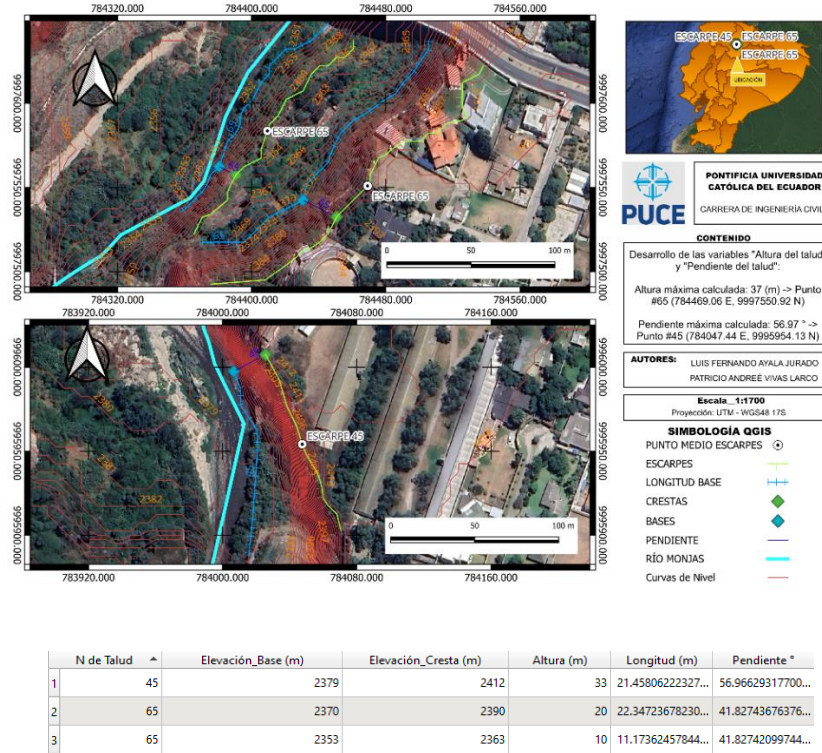 784320.000 784400.000 784480.000 784560.000
9997600.000
9997550.000
9997500.000
ESCARPE 65
ESCARPE 65
0 50 100 m
784320.000 784400.000 784480.000 784560.000
783920.000 784000.000 784080.000 784160.000
ESCARPE 45
2382
0 50 100 m
783920.000 784000.000 784080.000 784160.000
ESCARPE 45 ESCARPE 65
ESCARPE 65
UBICACIÓN
PUCE
PONTIFICIA UNIVERSIDAD
CATÓLICA DEL ECUADOR
CARRERA DE INGENIERÍA CIVIL
CONTENIDO
Desarrollo de las variables "Altura del talud"
y "Pendiente del talud":
Altura máxima calculada: 37 (m) -> Punto
#65 (784469.06 E, 9997550.92 N)
Pendiente máxima calculada: 56.97 ° ->
Punto #45 (784047.44 E, 9995954.13 N)
AUTORES: LUIS FERNANDO AYALA JURADO
PATRICIO ANDREÉ VIVAS LARCO
Escala_1:1700
Proyección: UTM - WGS48 17S
SIMBOLOGÍA QGIS
PUNTO MEDIO ESCARPES
ESCARPES
LONGITUD BASE
CRESTAS
BASES
PENDIENTE
RÍO MONJAS
Curvas de Nivel
N de Talud Elevación_Base (m) Elevación_Cresta (m) Altura (m) Longitud (m) Pendiente °
1 45 2379 2412 33 21.45806222327... 56.96629317700...
2 65 2370 2390 20 22.34723678230... 41.82743676376...
3 65 2353 2363 10 11.17362457844... 41.82742099744...